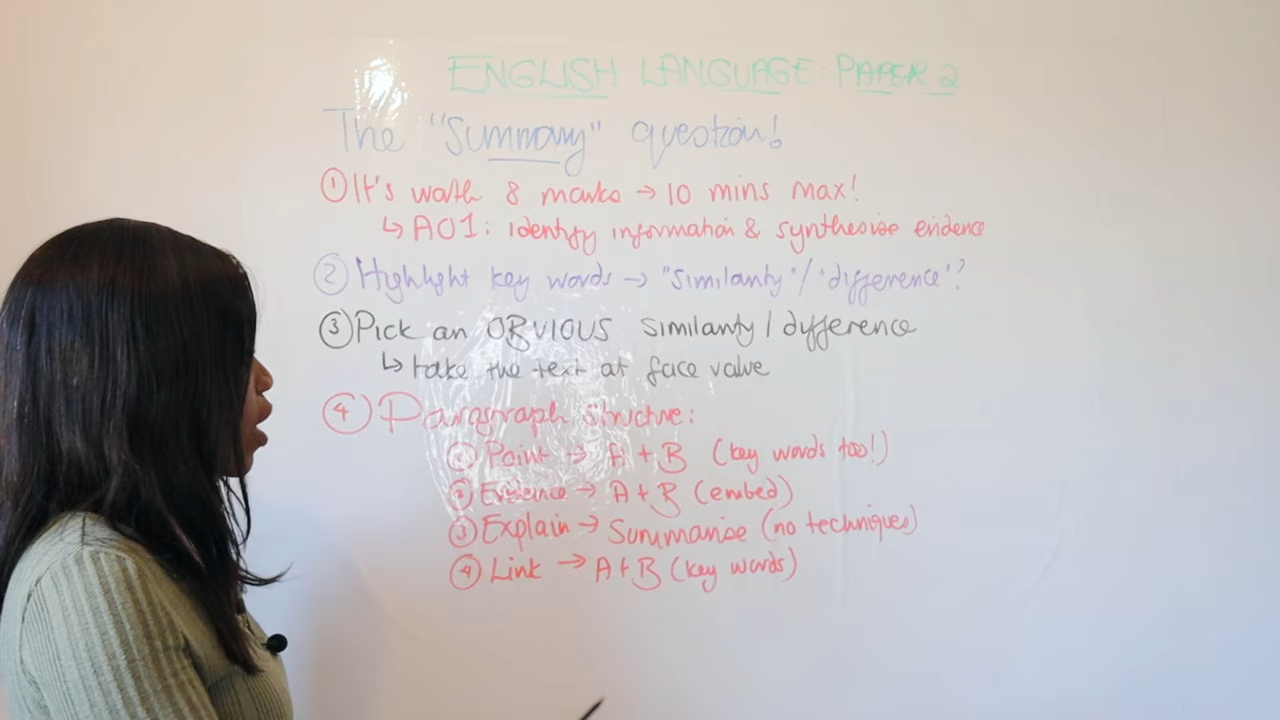 ENGLISH LANGUAGE PAPER 2
The "Summary" question!
① It's worth 8 marks → 10 mins max!
↳ AO1: identify information & synthesise evidence
② Highlight key words → "similarity" / 'difference'?
③ Pick an OBVIOUS similarity / difference
↳ take the text at face value
④ Paragraph structure:
① Point → A + B (key words too!)
② Evidence → A + B (embed)
③ Explain → Summarise (no techniques)
④ Link → A + B (key words)